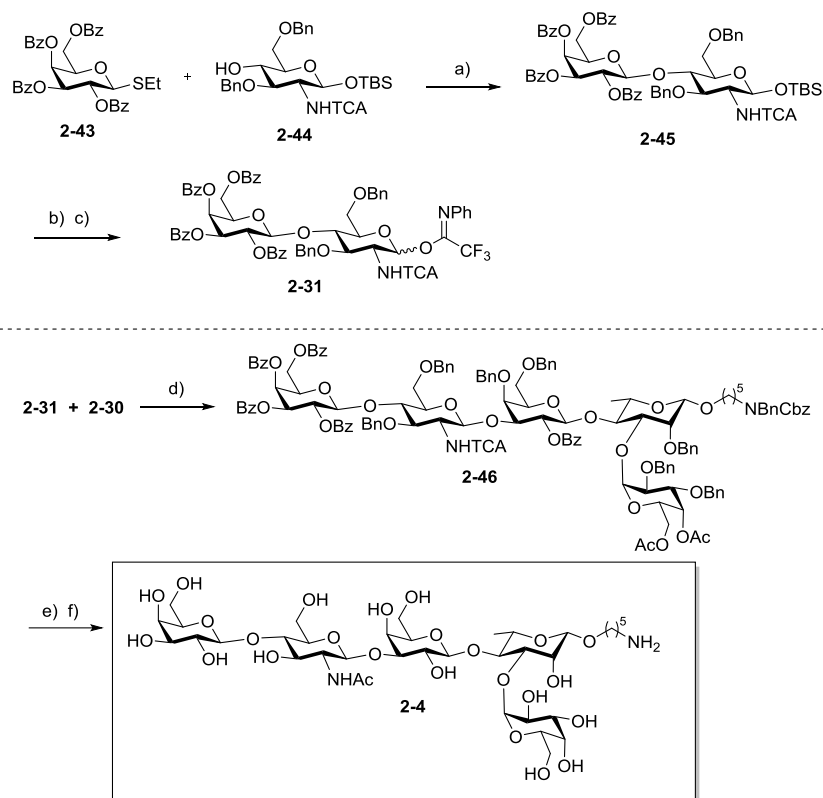 OBz
BzO
O
BzO
SEt
OBz
2-43
+
OBn
HO
O
BnO
OTBS
NHTCA
2-44
a)
BzO
OBz
O
BzO
OBz
O
OBn
O
BnO
OTBS
NHTCA
2-45
b) c)
BzO
OBz
O
BzO
OBz
O
OBn
O
BnO
NHTCA
O
NPh
CF3
2-31
2-31 + 2-30
d)
BzO
OBz
O
BzO
OBz
O
OBn
O
BnO
NHTCA
O
BnO
OBn
O
OBz
O
O
O
5
NBnCbz
OBn
O
OBn
OBn
O
AcO
OAc
2-46
e) f)
HO
OH
O
HO
OH
O
OH
O
HO
NHAc
O
HO
OH
O
OH
O
O
O
5
NH2
OH
O
OH
OH
O
HO
OH
2-4